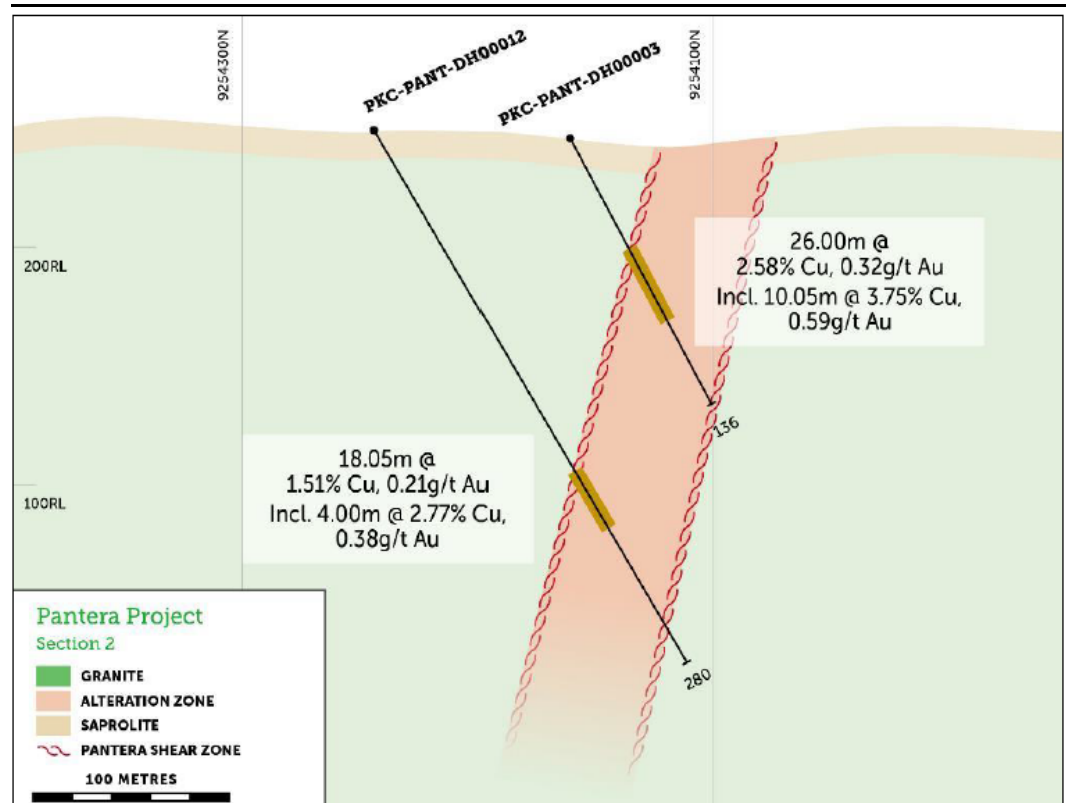 9254300N
PKC-PANT-DH00012
PKC-PANT-DH00003
9254100N
200RL
26.00m @
2.58% Cu, 0.32g/t Au
Incl. 10.05m @ 3.75% Cu,
0.59g/t Au
136
18.05m @
1.51% Cu, 0.21g/t Au
Incl. 4.00m @ 2.77% Cu,
0.38g/t Au
100RL
280
Pantera Project
Section 2
GRANITE
ALTERATION ZONE
SAPROLITE
PANTERA SHEAR ZONE
100 METRES